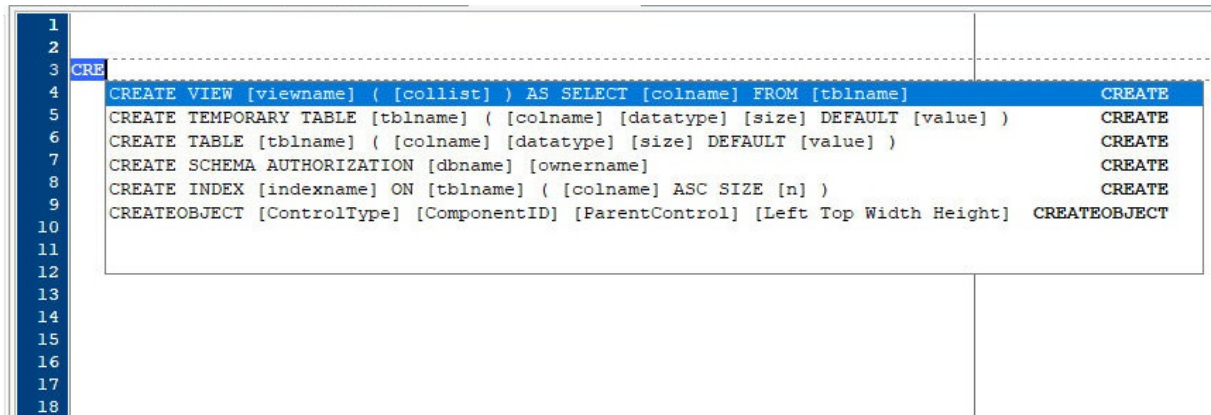 1
2
3 CRE
4 CREATE VIEW [viewname] ( [collist] ) AS SELECT [colname] FROM [tblname] CREATE
5 CREATE TEMPORARY TABLE [tblname] ( [colname] [datatype] [size] DEFAULT [value] ) CREATE
6 CREATE TABLE [tblname] ( [colname] [datatype] [size] DEFAULT [value] ) CREATE
7 CREATE SCHEMA AUTHORIZATION [dbname] [ownername] CREATE
8 CREATE INDEX [indexname] ON [tblname] ( [colname] ASC SIZE [n] ) CREATE
9 CREATEOBJECT [ControlType] [ComponentID] [ParentControl] [Left Top Width Height] CREATEOBJECT
10
11
12
13
14
15
16
17
18